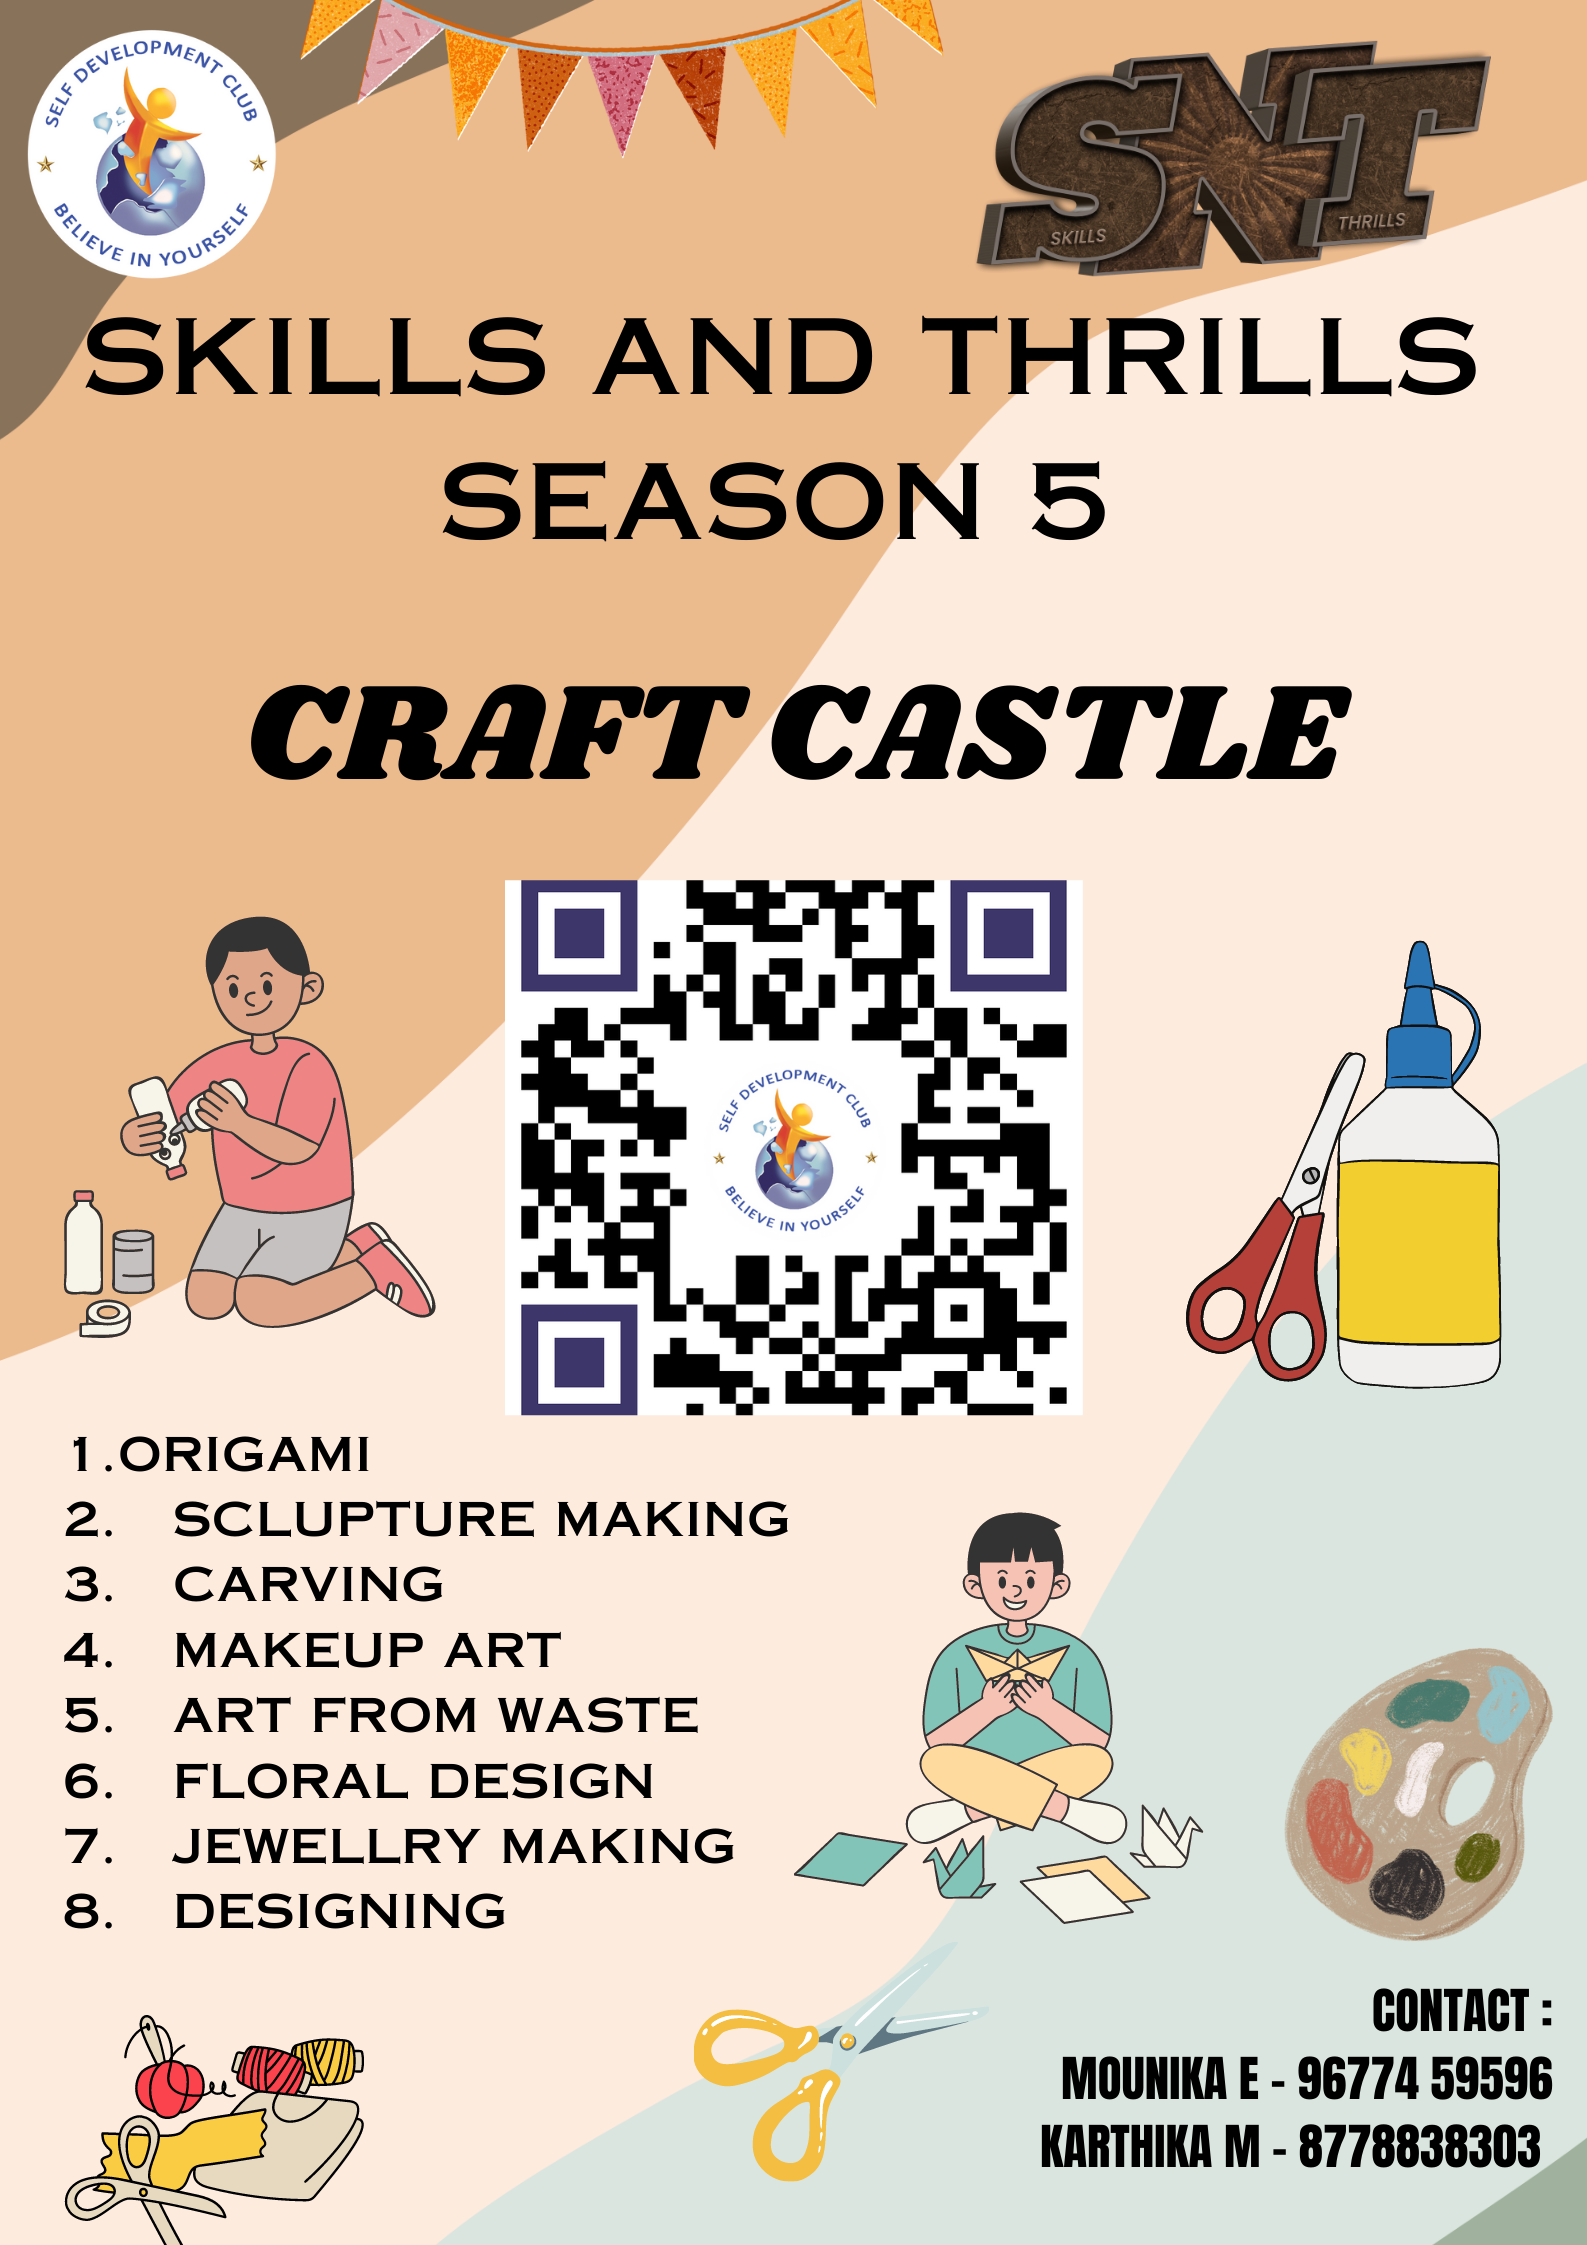 SELF DEVELOPMENT CLUB
BELIEVE IN YOURSELF
SNT
SKILLS
THRILLS
SKILLS AND THRILLS
SEASON 5
CRAFT CASTLE
SELF DEVELOPMENT CLUB
BELIEVE IN YOURSELF
1.ORIGAMI
2. SCLUPTURE MAKING
3. CARVING
4. MAKEUP ART
5. ART FROM WASTE
6. FLORAL DESIGN
7. JEWELLRY MAKING
8. DESIGNING
CONTACT :
MOUNIKA E - 96774 59596
KARTHIKA M - 8778838303